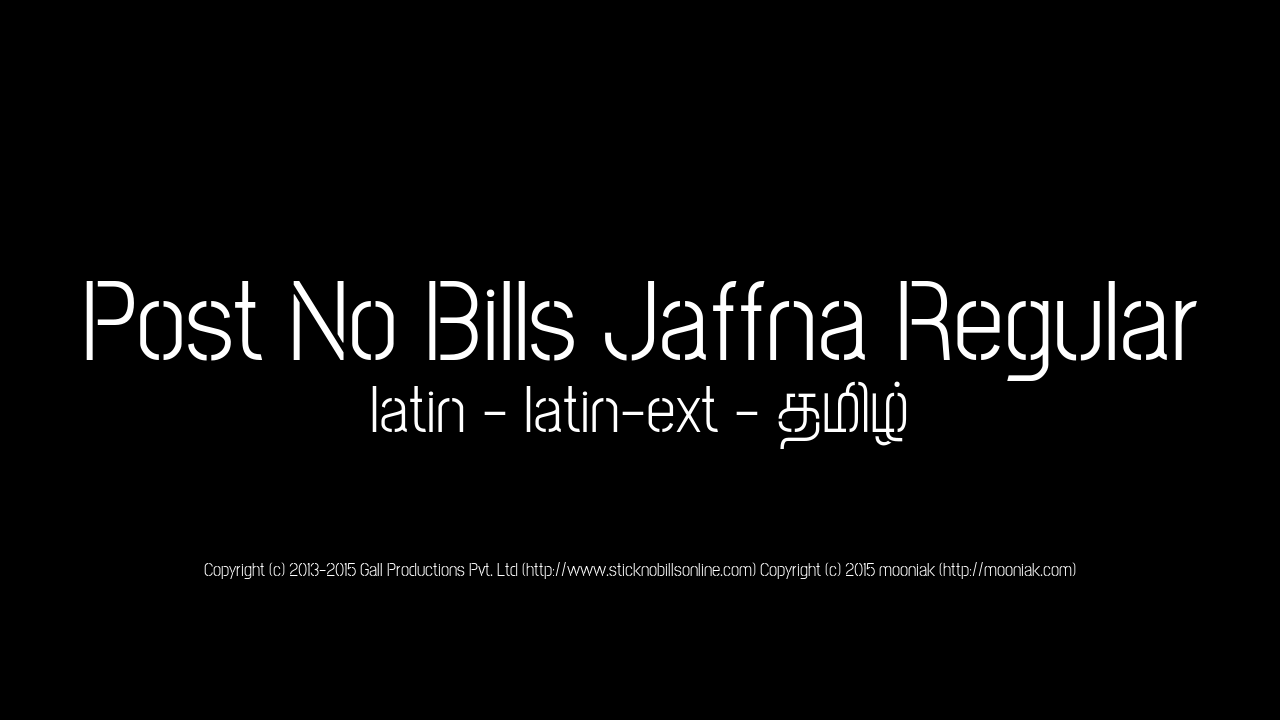 Post No Bills Jaffna Regular
latin - latin-ext - தமிழ்
Copyright (c) 2013-2015 Gall Productions Pvt. Ltd (http://www.sticknobillsonline.com) Copyright (c) 2015 mooniak (http://mooniak.com)